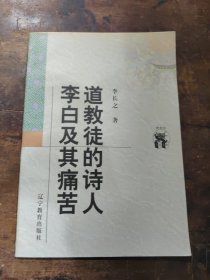 李长之 著
道教徒的诗人
李白及其痛苦
辽宁教育出版社